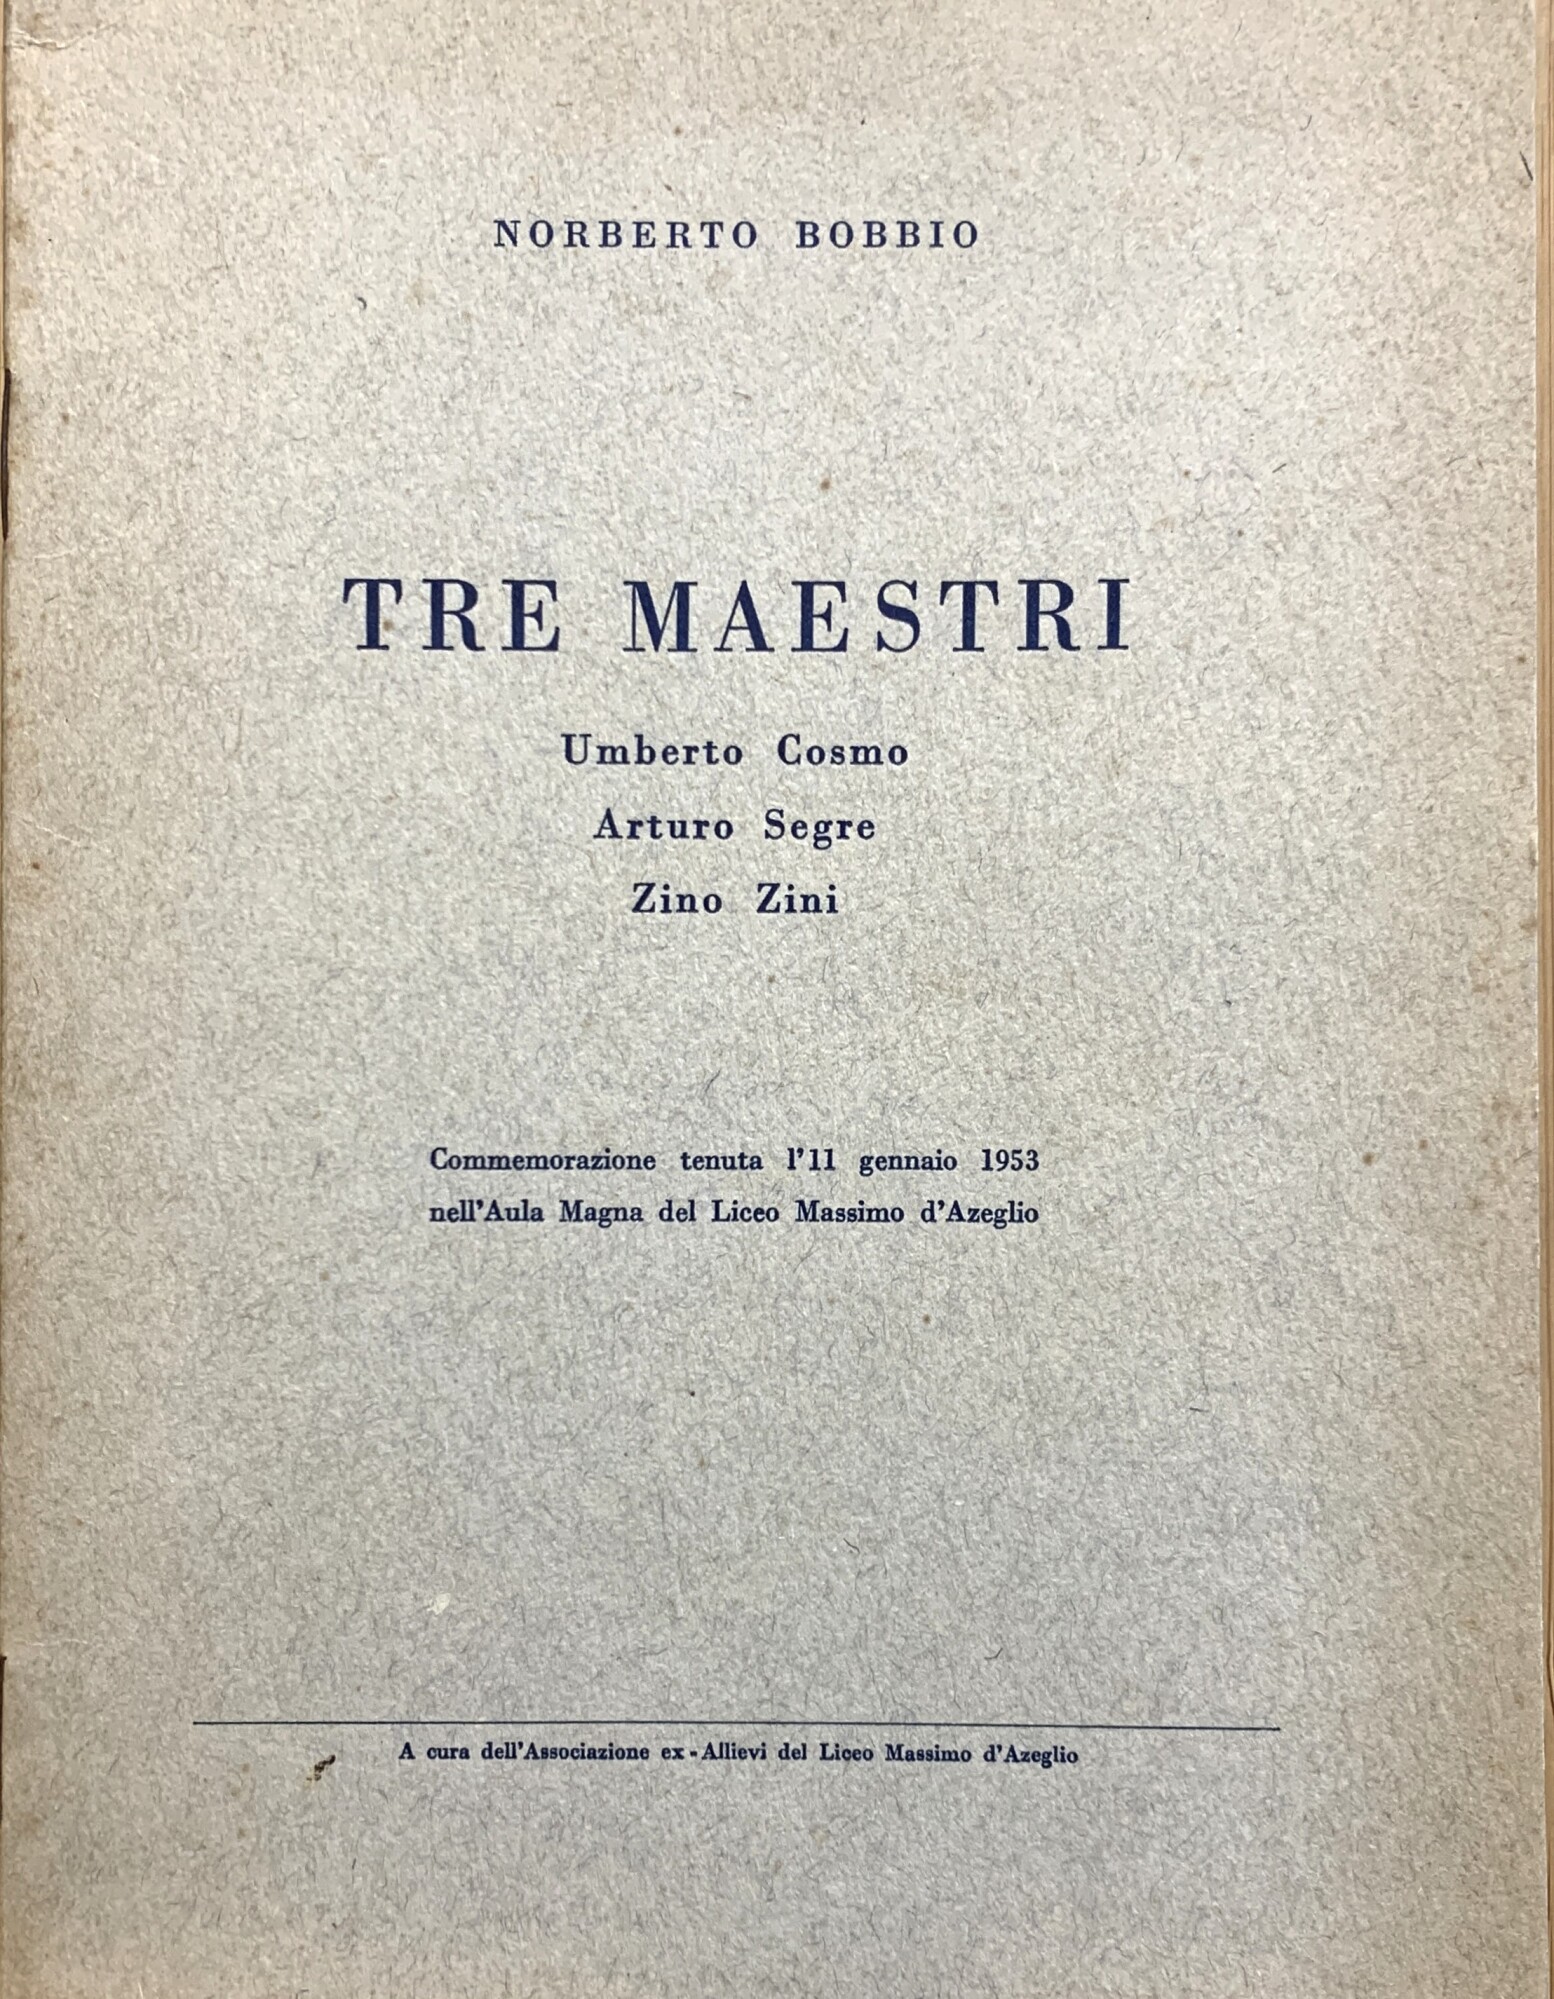 NORBERTO BOBBIO
TRE MAESTRI
Umberto Cosmo
Arturo Segre
Zino Zini
Commemorazione tenuta l'11 gennaio 1953
nell'Aula Magna del Liceo Massimo d'Azeglio
A cura dell'Associazione ex-Allievi del Liceo Massimo d'Azeglio